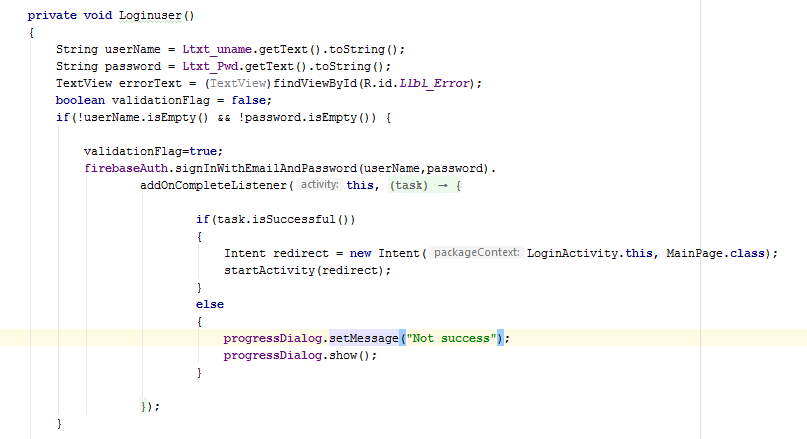 private void Loginuser()
{
String userName = Ltxt_uname.getText().toString();
String password = Ltxt_Pwd.getText().toString();
TextView errorText = (TextView)findViewById(R.id.Llbl_Error);
boolean validationFlag = false;
if(!userName.isEmpty() && !password.isEmpty()) {
validationFlag=true;
firebaseAuth.signInWithEmailAndPassword(userName,password).
addOnCompleteListener( activity: this, (task) → {
if(task.isSuccessful())
{
Intent redirect = new Intent( packageContext: LoginActivity.this, MainPage.class);
startActivity(redirect);
}
else
{
progressDialog.setMessage("Not success");
progressDialog.show();
}
});
}